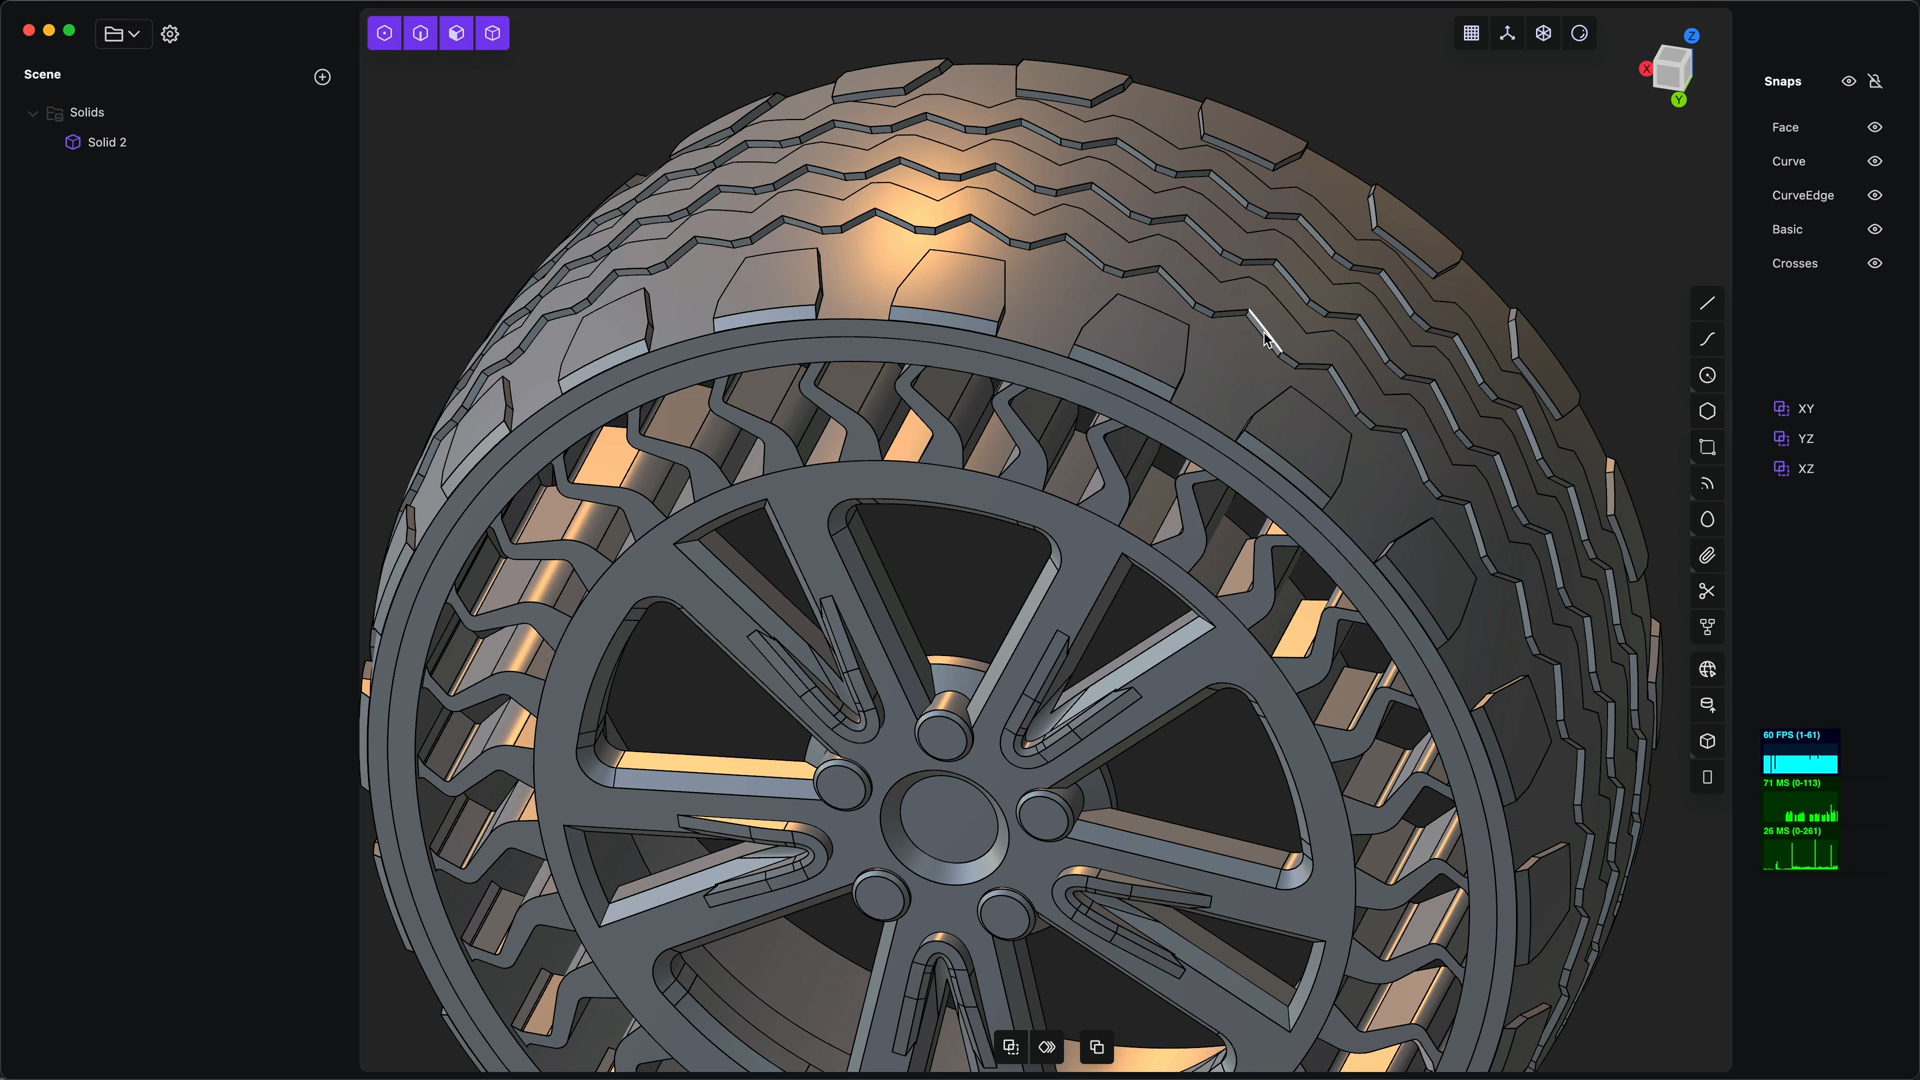 Scene
Solids
Solid 2
Z
X
Y
Snaps
Face
Curve
CurveEdge
Basic
Crosses
XY
YZ
XZ
60 FPS (1-61)
71 MS (0-113)
26 MS (0-261)